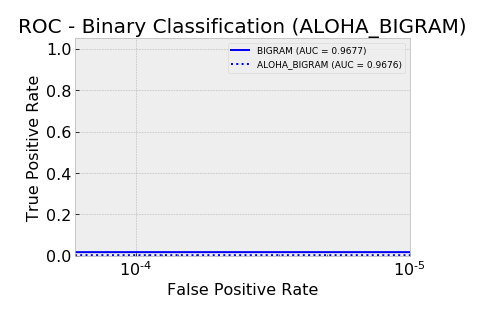 ROC - Binary Classification (ALOHA_BIGRAM)
BIGRAM (AUC = 0.9677)
ALOHA_BIGRAM (AUC = 0.9676)
True Positive Rate
1.0
0.8
0.6
0.4
0.2
0.0
10⁻⁴
10⁻⁵
False Positive Rate